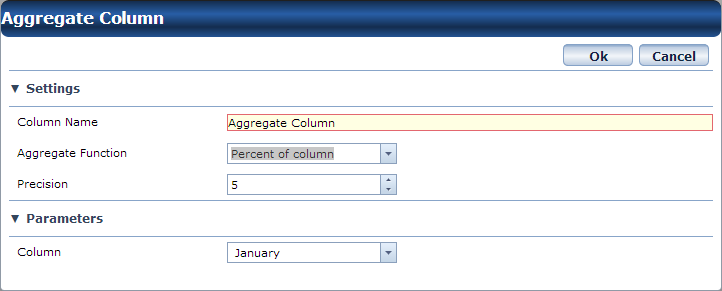 Aggregate Column
Ok Cancel
▼ Settings
Column Name Aggregate Column
Aggregate Function Percent of column
Precision 5
▼ Parameters
Column January